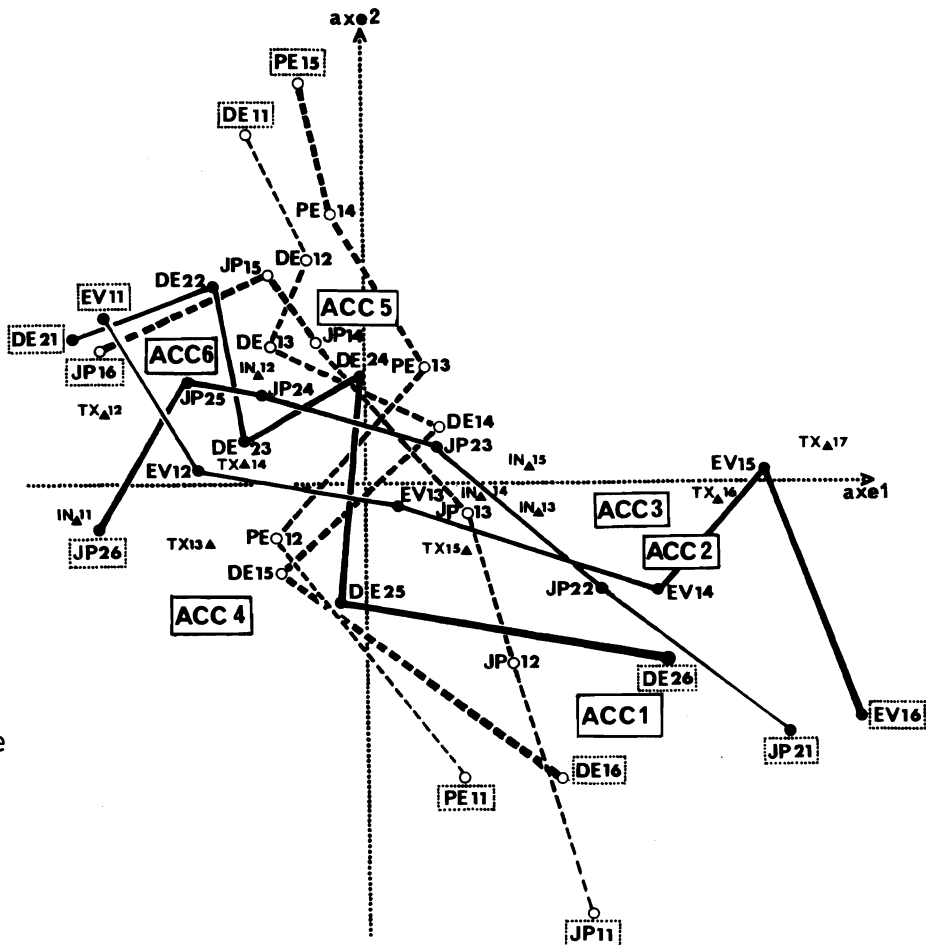 axe2
PE15
DE11
PE14
DE12
JP15
DE22
EV11
ACC5
DE21
JP16
DE13
JP14
ACC6
IN12
DE24
PE13
JP25
JP24
TX12
DE14
DE23
JP23
TX14
IN15
TX17
EV12
EV15
axe1
EV13
IN14
TX16
IN11
JP13
IN13
ACC3
JP26
PE12
TX13
TX15
ACC2
DE15
DE25
JP22
EV14
ACC4
JP12
DE26
ACC1
EV16
e
JP21
DE16
PE11
JP11